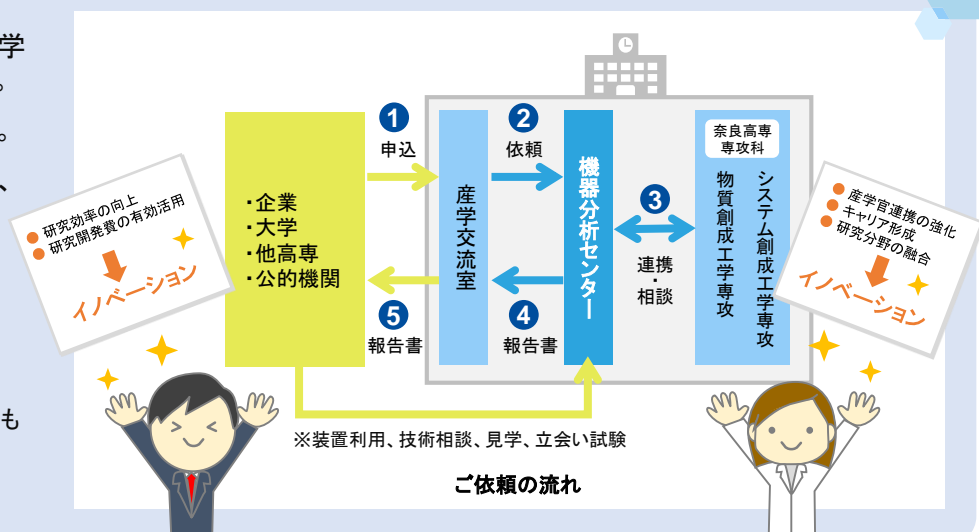 学
。
。
、
も
研究効率の向上
研究開発費の有効活用
イノベーション
・企業
・大学
・他高専
・公的機関
1
申込
2
依頼
産学交流室
機器分析センター
3
連携・相談
奈良高専
専攻科
システム創成工学専攻
物質創成工学専攻
4
報告書
5
報告書
産学官連携の強化
キャリア形成
研究分野の融合
イノベーション
※装置利用、技術相談、見学、立会い試験
ご依頼の流れ